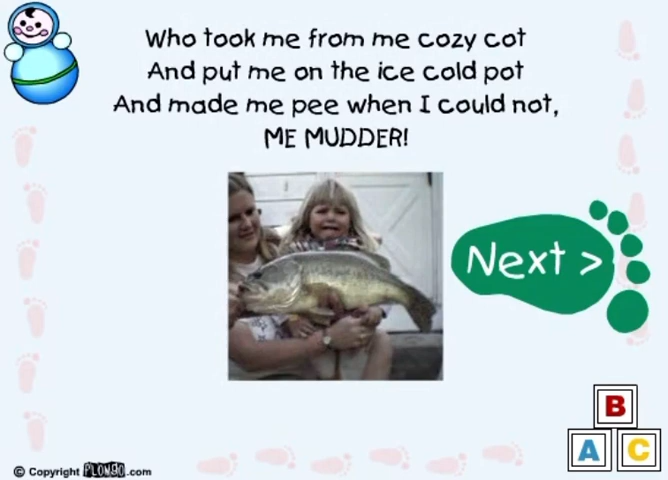 Who took me from me cozy cot
And put me on the ice cold pot
And made me pee when I could not,
ME MUDDER!
Next >
B
A C
© Copyright PLONGO.com